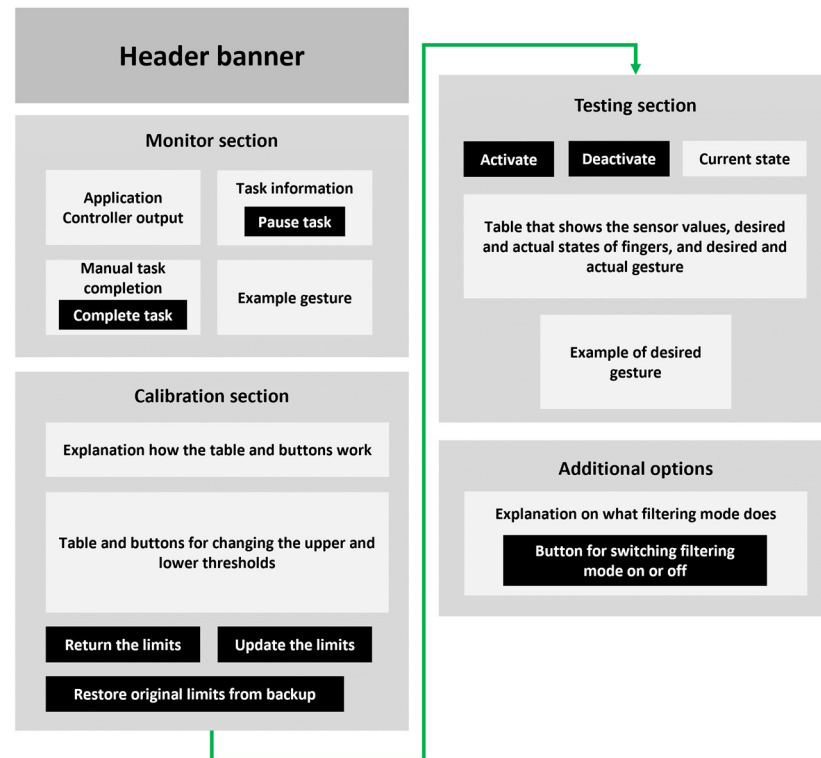 Header banner
Monitor section
Application
Controller output
Task information
Pause task
Manual task
completion
Complete task
Example gesture
Calibration section
Explanation how the table and buttons work
Table and buttons for changing the upper and
lower thresholds
Return the limits
Update the limits
Restore original limits from backup
Testing section
Activate
Deactivate
Current state
Table that shows the sensor values, desired
and actual states of fingers, and desired and
actual gesture
Example of desired
gesture
Additional options
Explanation on what filtering mode does
Button for switching filtering
mode on or off